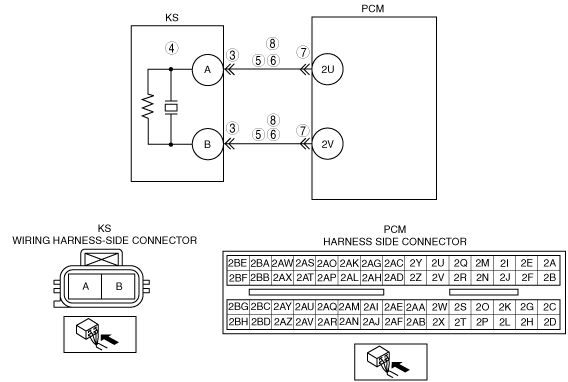 KS
PCM
④ A ③ ⑧ ⑤ ⑥ ⑦ 2U
B ③ ⑧ ⑤ ⑥ ⑦ 2V
KS
WIRING HARNESS-SIDE CONNECTOR
A B
PCM
HARNESS SIDE CONNECTOR
2BE 2BA 2AW 2AS 2AO 2AK 2AG 2AC 2Y 2U 2Q 2M 2I 2E 2A
2BF 2BB 2AX 2AT 2AP 2AL 2AH 2AD 2Z 2V 2R 2N 2J 2F 2B
2BG 2BC 2AY 2AU 2AQ 2AM 2AI 2AE 2AA 2W 2S 2O 2K 2G 2C
2BH 2BD 2AZ 2AV 2AR 2AN 2AJ 2AF 2AB 2X 2T 2P 2L 2H 2D